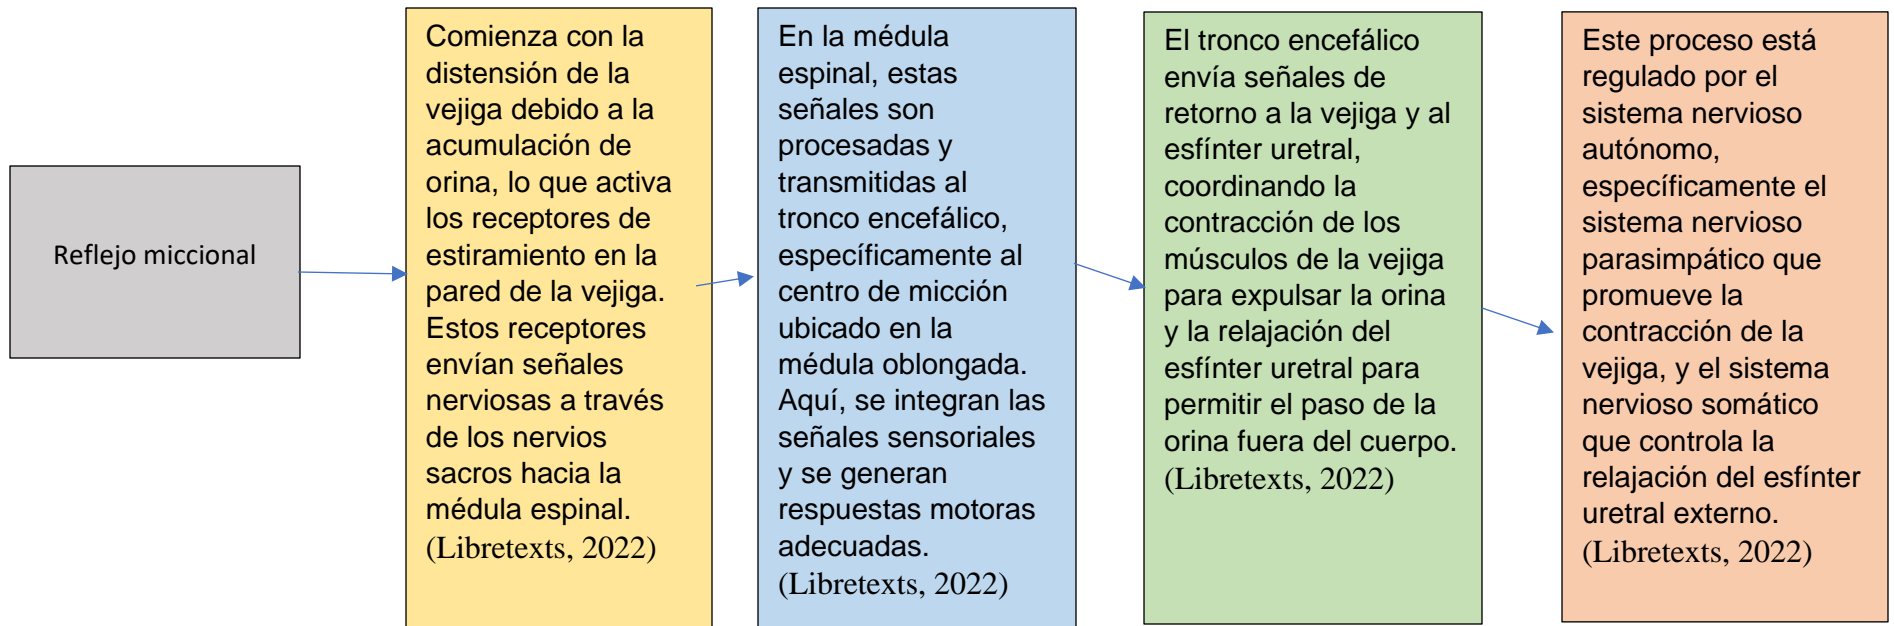 Reflejo miccional
Comienza con la
distensión de la
vejiga debido a la
acumulación de
orina, lo que activa
los receptores de
estiramiento en la
pared de la vejiga.
Estos receptores
envían señales
nerviosas a través
de los nervios
sacros hacia la
médula espinal.
(Libretexts, 2022)
En la médula
espinal, estas
señales son
procesadas y
transmitidas al
tronco encefálico,
específicamente al
centro de micción
ubicado en la
médula oblongada.
Aquí, se integran las
señales sensoriales
y se generan
respuestas motoras
adecuadas.
(Libretexts, 2022)
El tronco encefálico
envía señales de
retorno a la vejiga y al
esfínter uretral,
coordinando la
contracción de los
músculos de la vejiga
para expulsar la orina
y la relajación del
esfínter uretral para
permitir el paso de la
orina fuera del cuerpo.
(Libretexts, 2022)
Este proceso está
regulado por el
sistema nervioso
autónomo,
específicamente el
sistema nervioso
parasimpático que
promueve la
contracción de la
vejiga, y el sistema
nervioso somático
que controla la
relajación del esfínter
uretral externo.
(Libretexts, 2022)